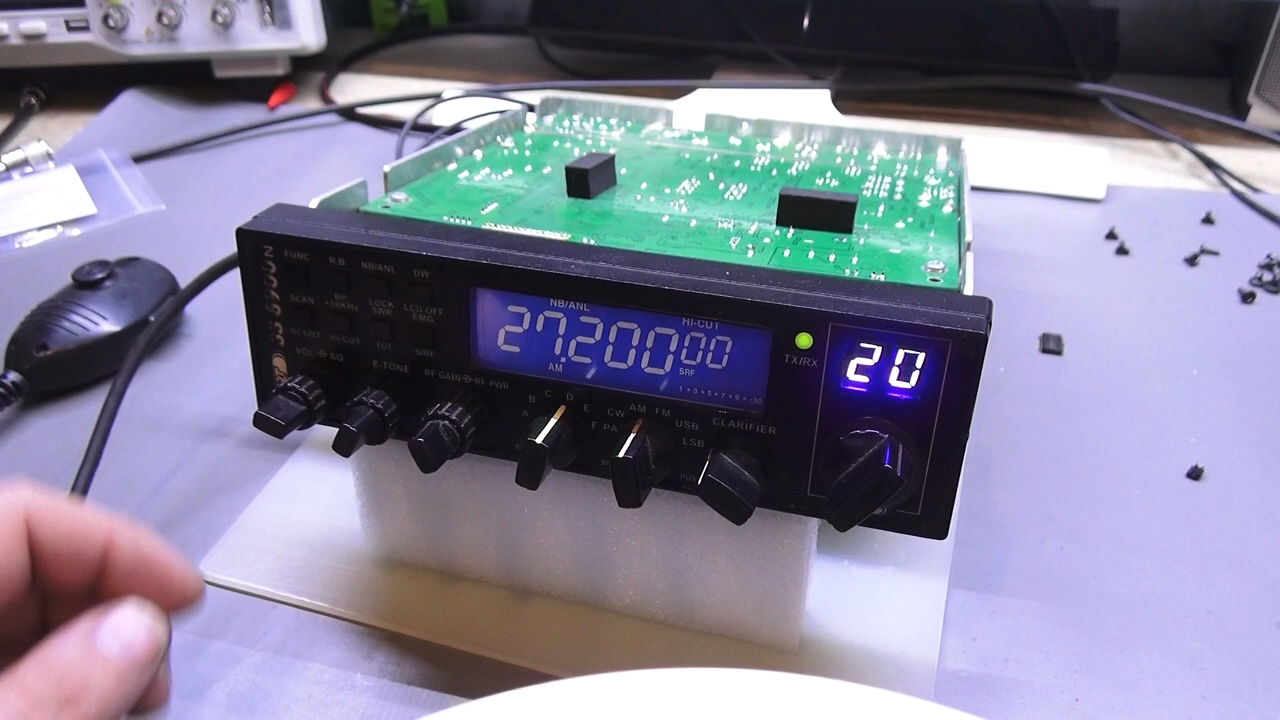 SS6900N
FUNC R.B NB/ANL DW
SCAN LOCK LCD OFF
+10KHz SWR EMG
SC.LIST HI-CUT TOT
VOL SQ
E-TONE
RF GAIN RF PWR
NB/ANL
HI-CUT
27.20000
AM
SRF
1 • 3 • 5 • 7 • 9 • +30
TX/RX
20
A B C D E F
PA CW AM FM USB LSB
CLARIFIER